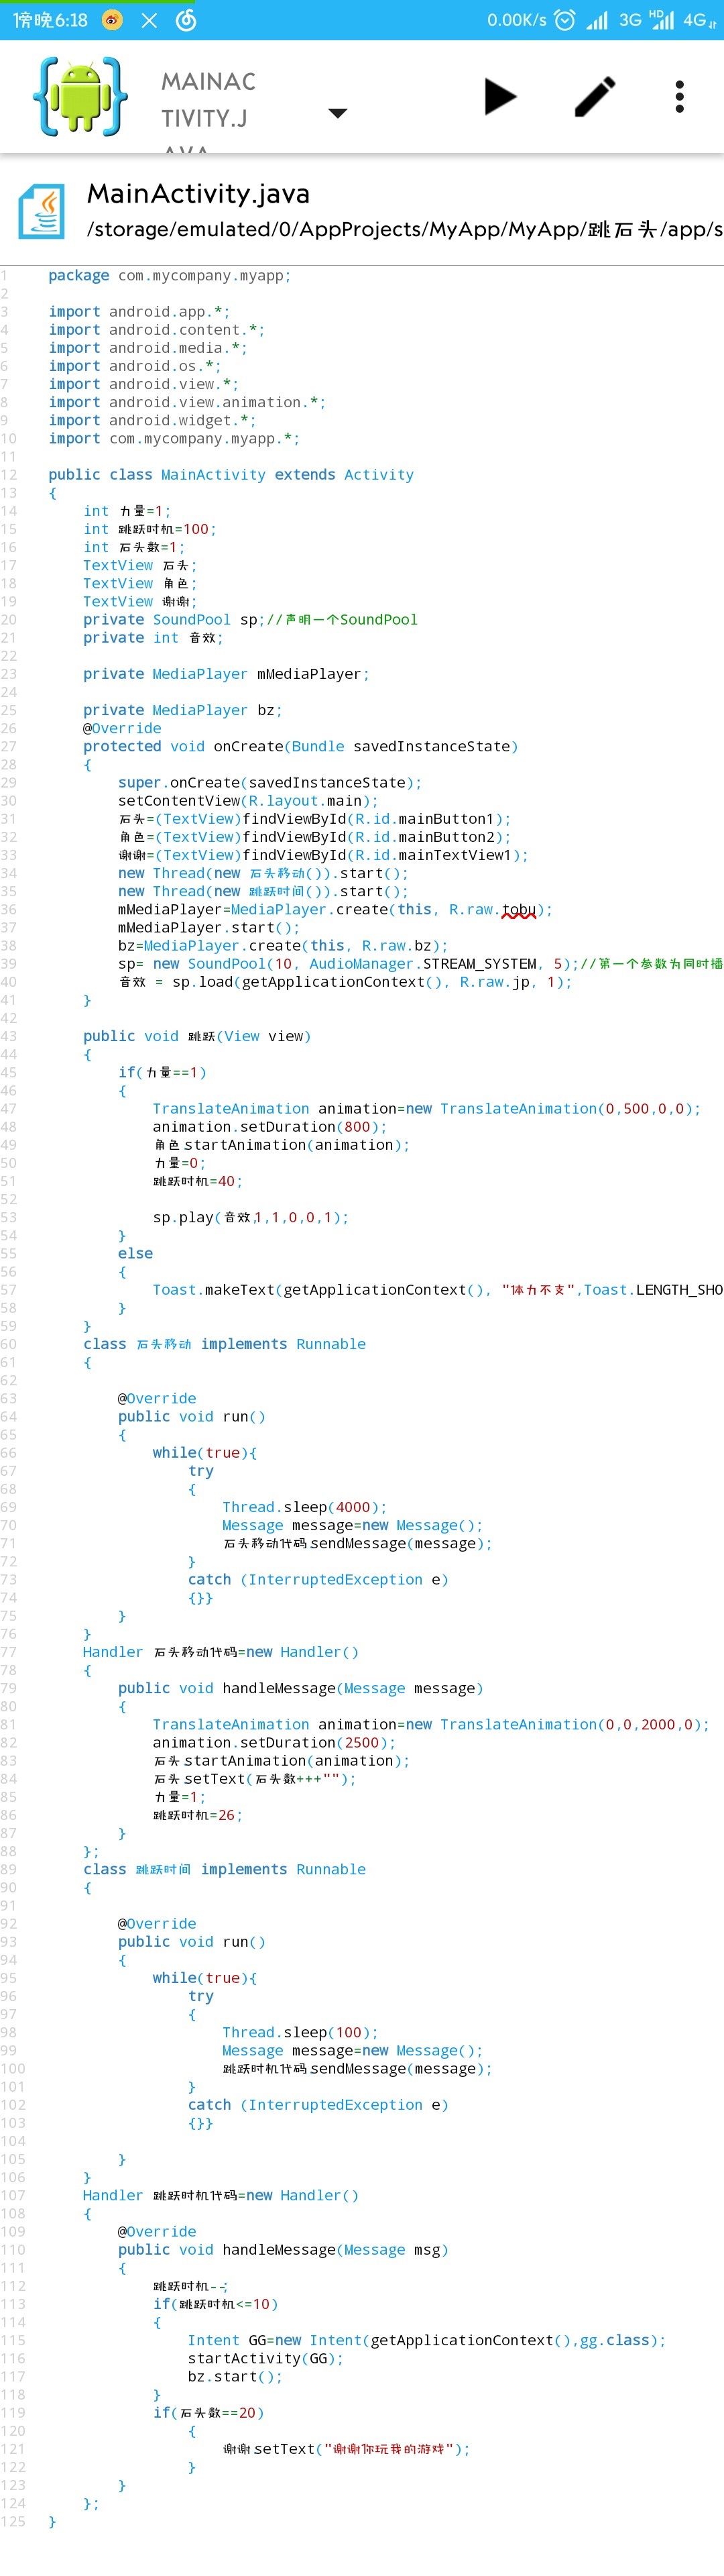 傍晚6:18 0.00K/s 3G HD 4G
MAINAC
TIVITY.J
AVA
MainActivity.java
/storage/emulated/0/AppProjects/MyApp/MyApp/跳石头/app/s
1 package com.mycompany.myapp;
2
3 import android.app.*;
4 import android.content.*;
5 import android.media.*;
6 import android.os.*;
7 import android.view.*;
8 import android.view.animation.*;
9 import android.widget.*;
10 import com.mycompany.myapp.*;
11
12 public class MainActivity extends Activity
13 {
14 int 力量=1;
15 int 跳跃时机=100;
16 int 石头数=1;
17 TextView 石头;
18 TextView 角色;
19 TextView 谢谢;
20 private SoundPool sp;//声明一个SoundPool
21 private int 音效;
22
23 private MediaPlayer mMediaPlayer;
24
25 private MediaPlayer bz;
26 @Override
27 protected void onCreate(Bundle savedInstanceState)
28 {
29 super.onCreate(savedInstanceState);
30 setContentView(R.layout.main);
31 石头=(TextView)findViewById(R.id.mainButton1);
32 角色=(TextView)findViewById(R.id.mainButton2);
33 谢谢=(TextView)findViewById(R.id.mainTextView1);
34 new Thread(new 石头移动()).start();
35 new Thread(new 跳跃时间()).start();
36 mMediaPlayer=MediaPlayer.create(this, R.raw.tobu);
37 mMediaPlayer.start();
38 bz=MediaPlayer.create(this, R.raw.bz);
39 sp= new SoundPool(10, AudioManager.STREAM_SYSTEM, 5);//第一个参数为同时播
40 音效 = sp.load(getApplicationContext(), R.raw.jp, 1);
41 }
42
43 public void 跳跃(View view)
44 {
45 if(力量==1)
46 {
47 TranslateAnimation animation=new TranslateAnimation(0,500,0,0);
48 animation.setDuration(800);
49 角色.startAnimation(animation);
50 力量=0;
51 跳跃时机=40;
52
53 sp.play(音效,1,1,0,0,1);
54 }
55 else
56 {
57 Toast.makeText(getApplicationContext(), "体力不支",Toast.LENGTH_SHO
58 }
59 }
60 class 石头移动 implements Runnable
61 {
62
63 @Override
64 public void run()
65 {
66 while(true){
67 try
68 {
69 Thread.sleep(4000);
70 Message message=new Message();
71 石头移动代码.sendMessage(message);
72 }
73 catch (InterruptedException e)
74 {}}
75 }
76 }
77 Handler 石头移动代码=new Handler()
78 {
79 public void handleMessage(Message message)
80 {
81 TranslateAnimation animation=new TranslateAnimation(0,0,2000,0);
82 animation.setDuration(2500);
83 石头.startAnimation(animation);
84 石头.setText(石头数+++"");
85 力量=1;
86 跳跃时机=26;
87 }
88 };
89 class 跳跃时间 implements Runnable
90 {
91
92 @Override
93 public void run()
94 {
95 while(true){
96 try
97 {
98 Thread.sleep(100);
99 Message message=new Message();
100 跳跃时机代码.sendMessage(message);
101 }
102 catch (InterruptedException e)
103 {}}
104
105 }
106 }
107 Handler 跳跃时机代码=new Handler()
108 {
109 @Override
110 public void handleMessage(Message msg)
111 {
112 跳跃时机--;
113 if(跳跃时机<=10)
114 {
115 Intent GG=new Intent(getApplicationContext(),gg.class);
116 startActivity(GG);
117 bz.start();
118 }
119 if(石头数==20)
120 {
121 谢谢.setText("谢谢你玩我的游戏");
122 }
123 }
124 };
125 }